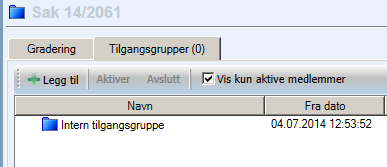 Sak 14/2061
Gradering Tilgangsgrupper (0)
Legg til Aktiver Avslutt Vis kun aktive medlemmer
Navn Fra dato
Intern tilgangsgruppe 04.07.2014 12:53:52